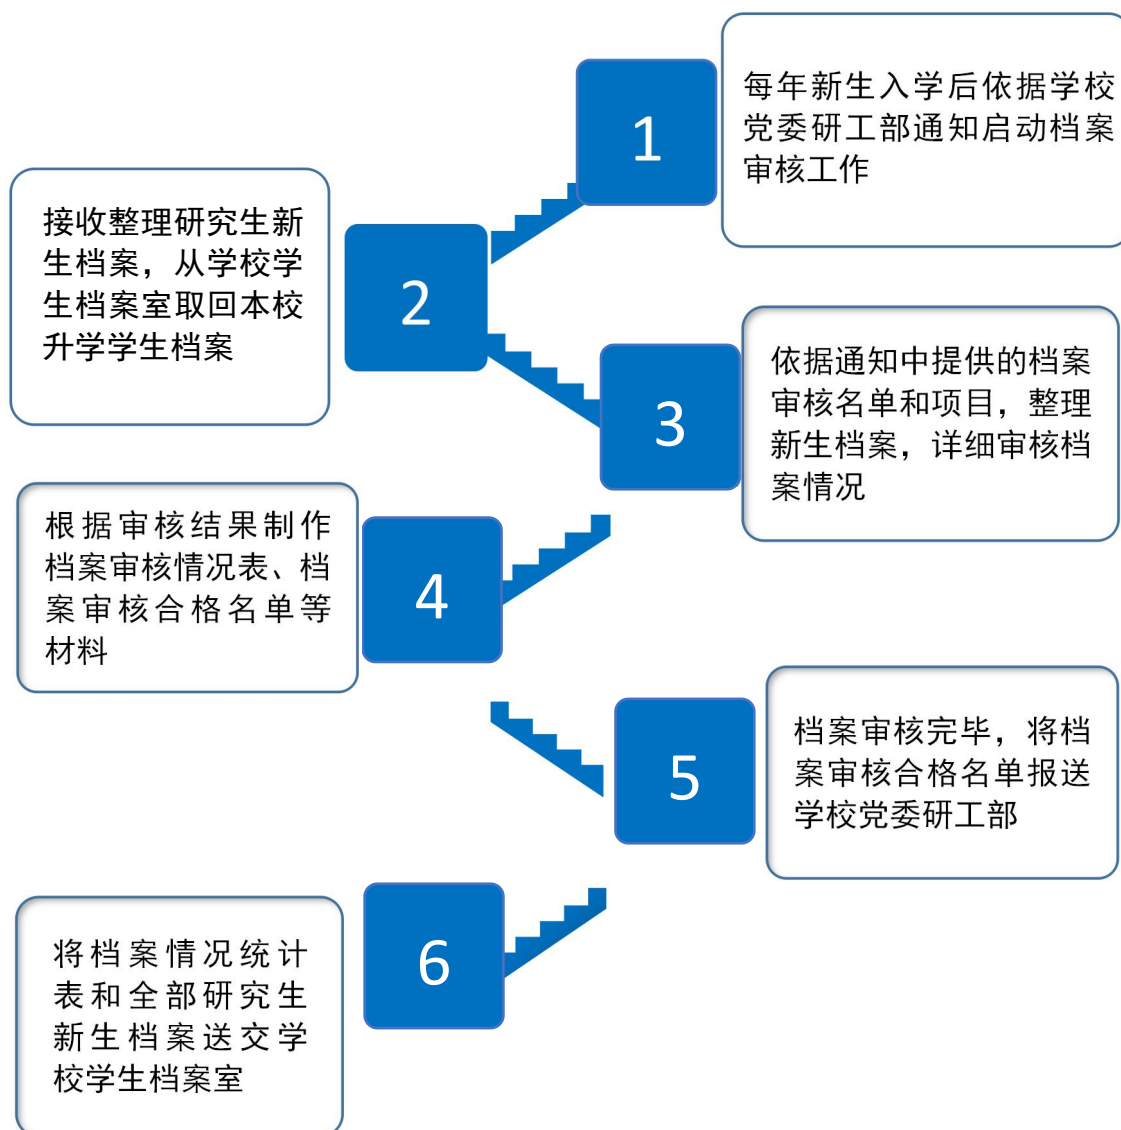 1
每年新生入学后依据学校
党委研工部通知启动档案
审核工作
2
接收整理研究生新
生档案，从学校学
生档案室取回本校
升学学生档案
3
依据通知中提供的档案
审核名单和项目，整理
新生档案，详细审核档
案情况
4
根据审核结果制作
档案审核情况表、档
案审核合格名单等
材料
5
档案审核完毕，将档
案审核合格名单报送
学校党委研工部
6
将档案情况统计
表和全部研究生
新生档案送交学
校学生档案室